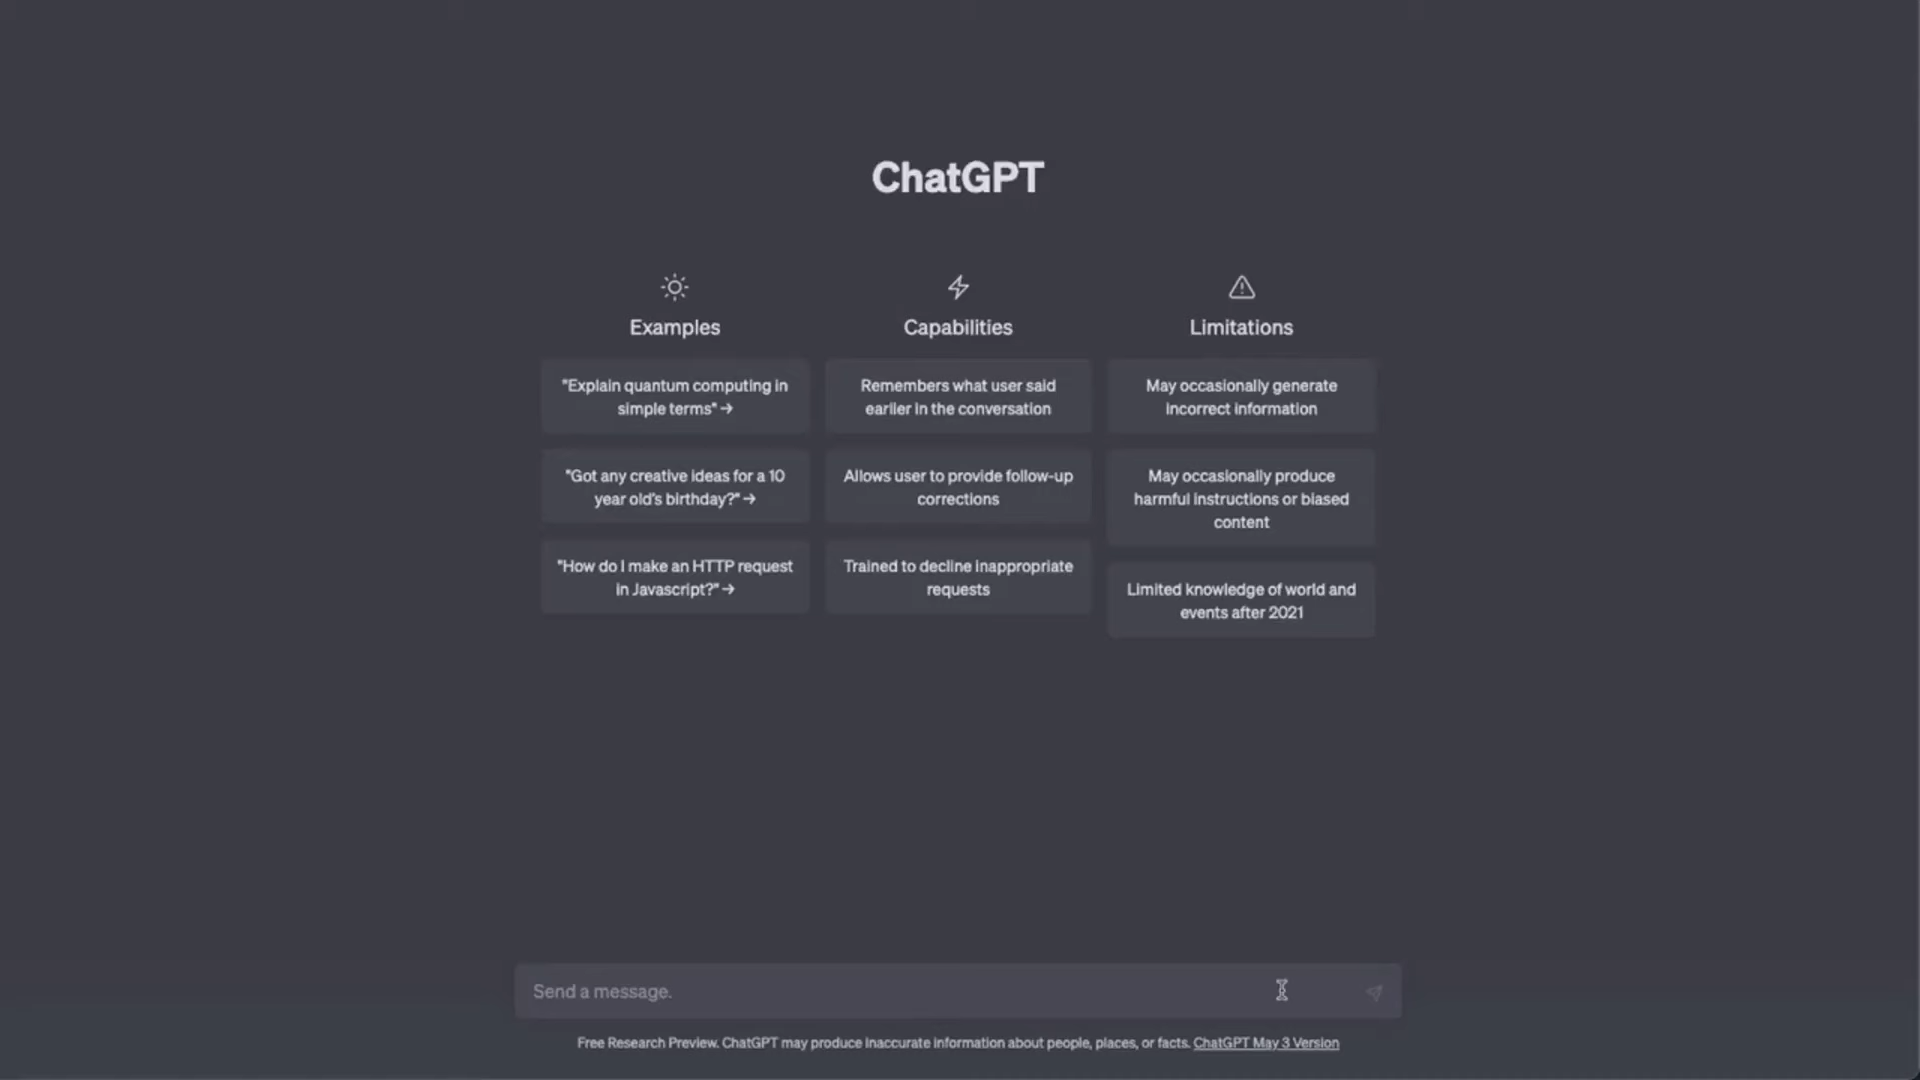 ChatGPT
Examples
Capabilities
Limitations
"Explain quantum computing in
simple terms" →
Remembers what user said
earlier in the conversation
May occasionally generate
incorrect information
"Got any creative ideas for a 10
year old's birthday?" →
Allows user to provide follow-up
corrections
May occasionally produce
harmful instructions or biased
content
"How do I make an HTTP request
in Javascript?" →
Trained to decline inappropriate
requests
Limited knowledge of world and
events after 2021
Send a message.
Free Research Preview. ChatGPT may produce inaccurate information about people, places, or facts. ChatGPT May 3 Version